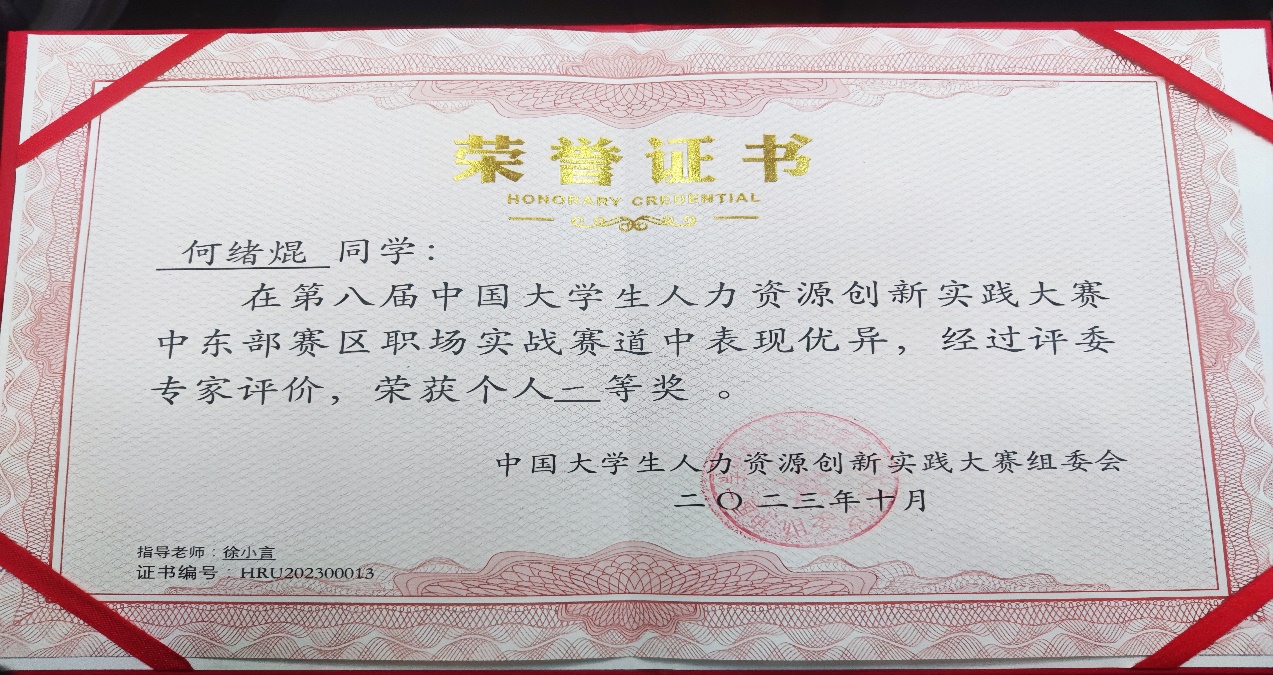 荣誉证书
HONORARY CREDENTIAL
何绪焜 同学：
在第八届中国大学生人力资源创新实践大赛
中东部赛区职场实战赛道中表现优异，经过评委
专家评价，荣获个人二等奖 。
中国大学生人力资源创新实践大赛组委会
二〇二三年十月
指导老师：徐小言
证书编号：HRU202300013